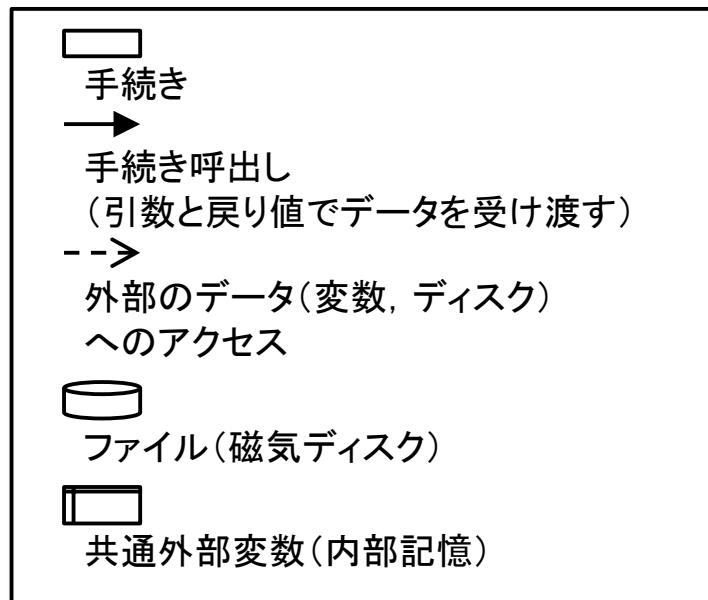 手続き
手続き呼出し
（引数と戻り値でデータを受け渡す）
外部のデータ（変数，ディスク）
へのアクセス
ファイル（磁気ディスク）
共通外部変数（内部記憶）